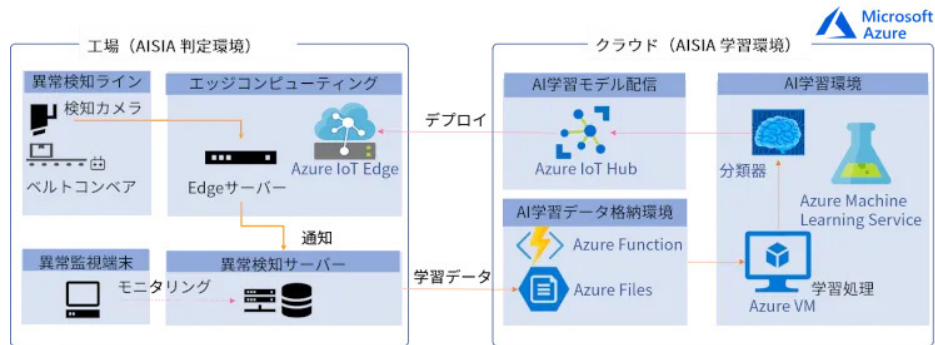 Microsoft
Azure
工場（AISIA 判定環境）
異常検知ライン
検知カメラ
ベルトコンベア
エッジコンピューティング
Azure IoT Edge
Edgeサーバー
通知
異常監視端末
モニタリング
異常検知サーバー
デプロイ
学習データ
クラウド（AISIA 学習環境）
AI学習モデル配信
Azure IoT Hub
AI学習データ格納環境
Azure Function
Azure Files
AI学習環境
分類器
Azure Machine
Learning Service
学習処理
Azure VM